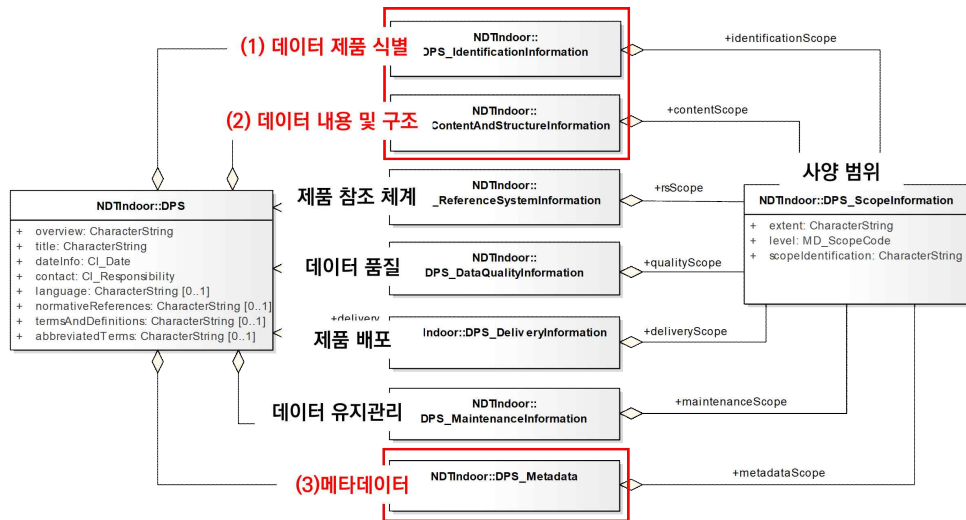 (1) 데이터 제품 식별
NDTIndoor::
DPS_IdentificationInformation
+identificationScope
(2) 데이터 내용 및 구조
NDTIndoor::
ContentAndStructureInformation
+contentScope
사양 범위
NDTIndoor::DPS
+ overview: CharacterString
+ title: CharacterString
+ dateInfo: CI_Date
+ contact: CI_Responsibility
+ language: CharacterString [0..1]
+ normativeReferences: CharacterString [0..1]
+ termsAndDefinitions: CharacterString [0..1]
+ abbreviatedTerms: CharacterString [0..1]
제품 참조 체계
NDTIndoor::
_ReferenceSystemInformation
+rsScope
NDTIndoor::DPS_ScopeInformation
+ extent: CharacterString
+ level: MD_ScopeCode
+ scopeIdentification: CharacterString
데이터 품질
NDTIndoor::
DPS_DataQualityInformation
+qualityScope
+delivery
제품 배포
Indoor::DPS_DeliveryInformation
+deliveryScope
데이터 유지관리
NDTIndoor::
DPS_MaintenanceInformation
+maintenanceScope
(3)메타데이터
NDTIndoor::DPS_Metadata
+metadataScope